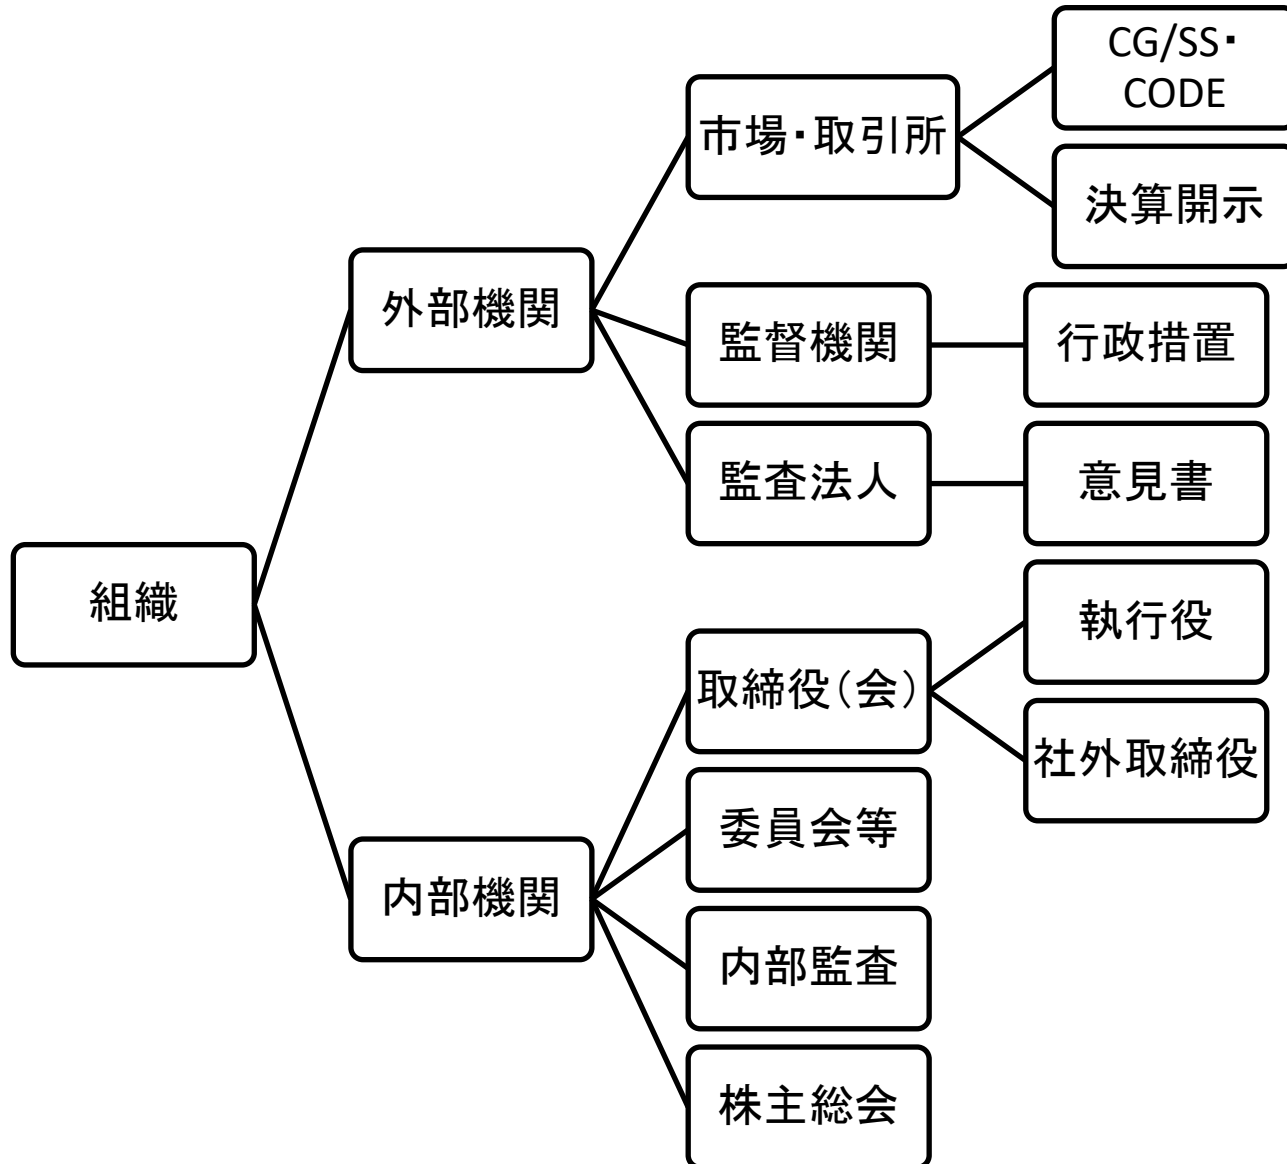 組織
外部機関
市場・取引所
CG/SS・
CODE
決算開示
監督機関
行政措置
監査法人
意見書
内部機関
取締役(会)
執行役
社外取締役
委員会等
内部監査
株主総会